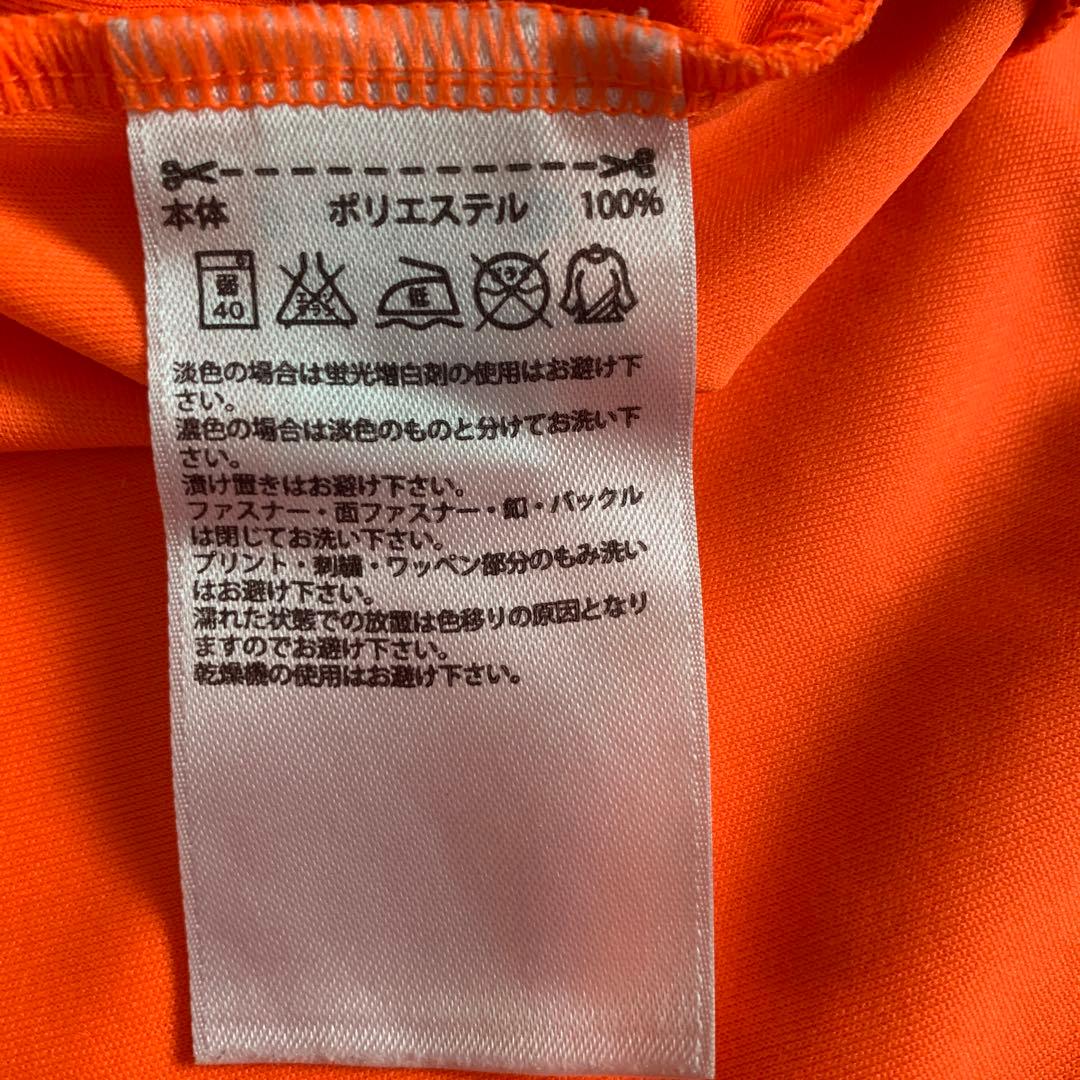 本体 ポリエステル 100%
弱
40
エンソ
サラシ
低
淡色の場合は蛍光増白剤の使用はお避け下
さい。
濃色の場合は淡色のものと分けてお洗い下
さい。
漬け置きはお避け下さい。
ファスナー・面ファスナー・釦・バックル
は閉じてお洗い下さい。
プリント・刺繍・ワッペン部分のもみ洗い
はお避け下さい。
濡れた状態での放置は色移りの原因となり
ますのでお避け下さい。
乾燥機の使用はお避け下さい。